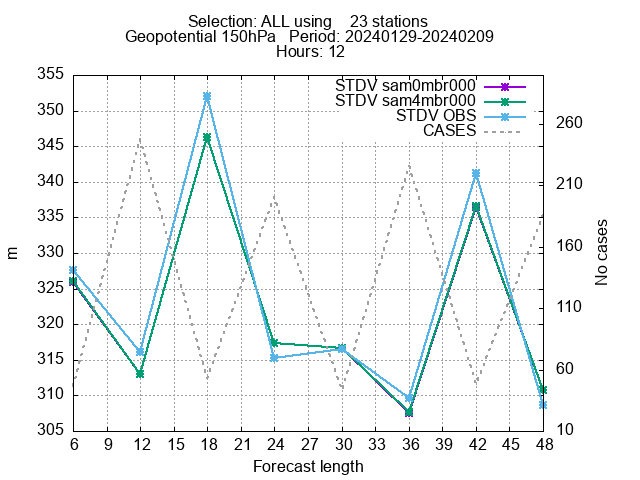 Selection: ALL using    23 stations
Geopotential 150hPa   Period: 20240129-20240209
Hours: 12
STDV sam0mbr000
STDV sam4mbr000
STDV OBS
CASES
355
350
345
340
335
330
325
320
315
310
305
m
260
210
160
110
60
10
No cases
6 9 12 15 18 21 24 27 30 33 36 39 42 45 48
Forecast length